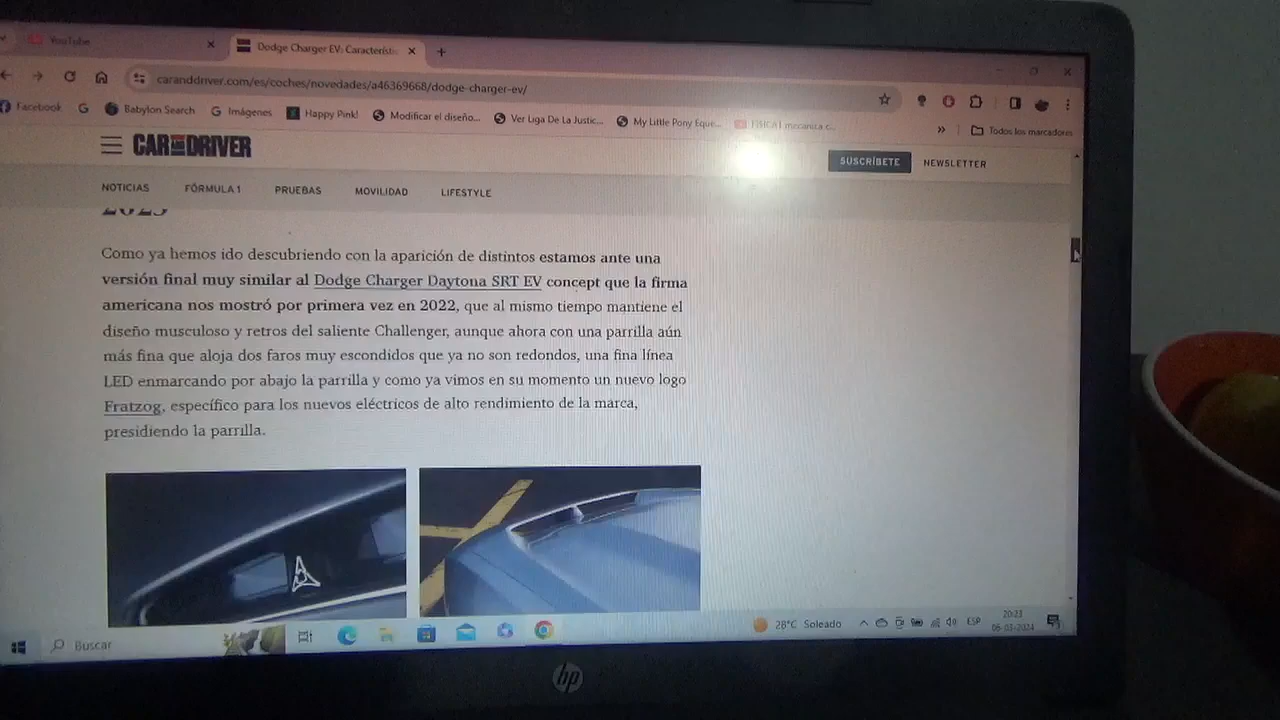 YouTube
Dodge Charger EV: Característi
caranddriver.com/es/coches/novedades/a46369668/dodge-charger-ev/
Facebook
Babylon Search
Imágenes
Happy Pink!
Modificar el diseño...
Ver Liga De La Justic...
My Little Pony Eque...
FISICA I mecanica c...
Todos los marcadores
CAR AND DRIVER
SUSCRÍBETE
NEWSLETTER
NOTICIAS
FÓRMULA 1
PRUEBAS
MOVILIDAD
LIFESTYLE
Como ya hemos ido descubriendo con la aparición de distintos estamos ante una
versión final muy similar al Dodge Charger Daytona SRT EV concept que la firma
americana nos mostró por primera vez en 2022, que al mismo tiempo mantiene el
diseño musculoso y retros del saliente Challenger, aunque ahora con una parrilla aún
más fina que aloja dos faros muy escondidos que ya no son redondos, una fina línea
LED enmarcando por abajo la parrilla y como ya vimos en su momento un nuevo logo
Fratzog, específico para los nuevos eléctricos de alto rendimiento de la marca,
presidiendo la parrilla.
Buscar
28°C Soleado
ESP
20:23
06-03-2024
hp